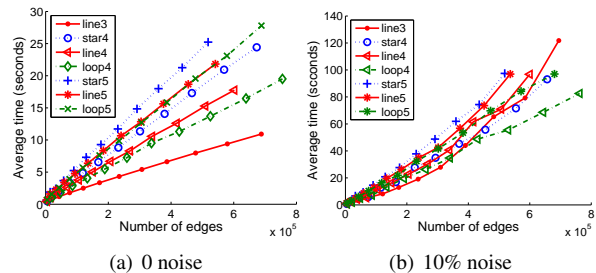 30
25
20
15
10
5
0
Average time (seconds)
line3
star4
line4
loop4
star5
line5
loop5
0 2 4 6 8
Number of edges
x 10^5
(a) 0 noise
140
120
100
80
60
40
20
0
Average time (seconds)
line3
star4
line4
loop4
star5
line5
loop5
0 2 4 6 8
Number of edges
x 10^5
(b) 10% noise